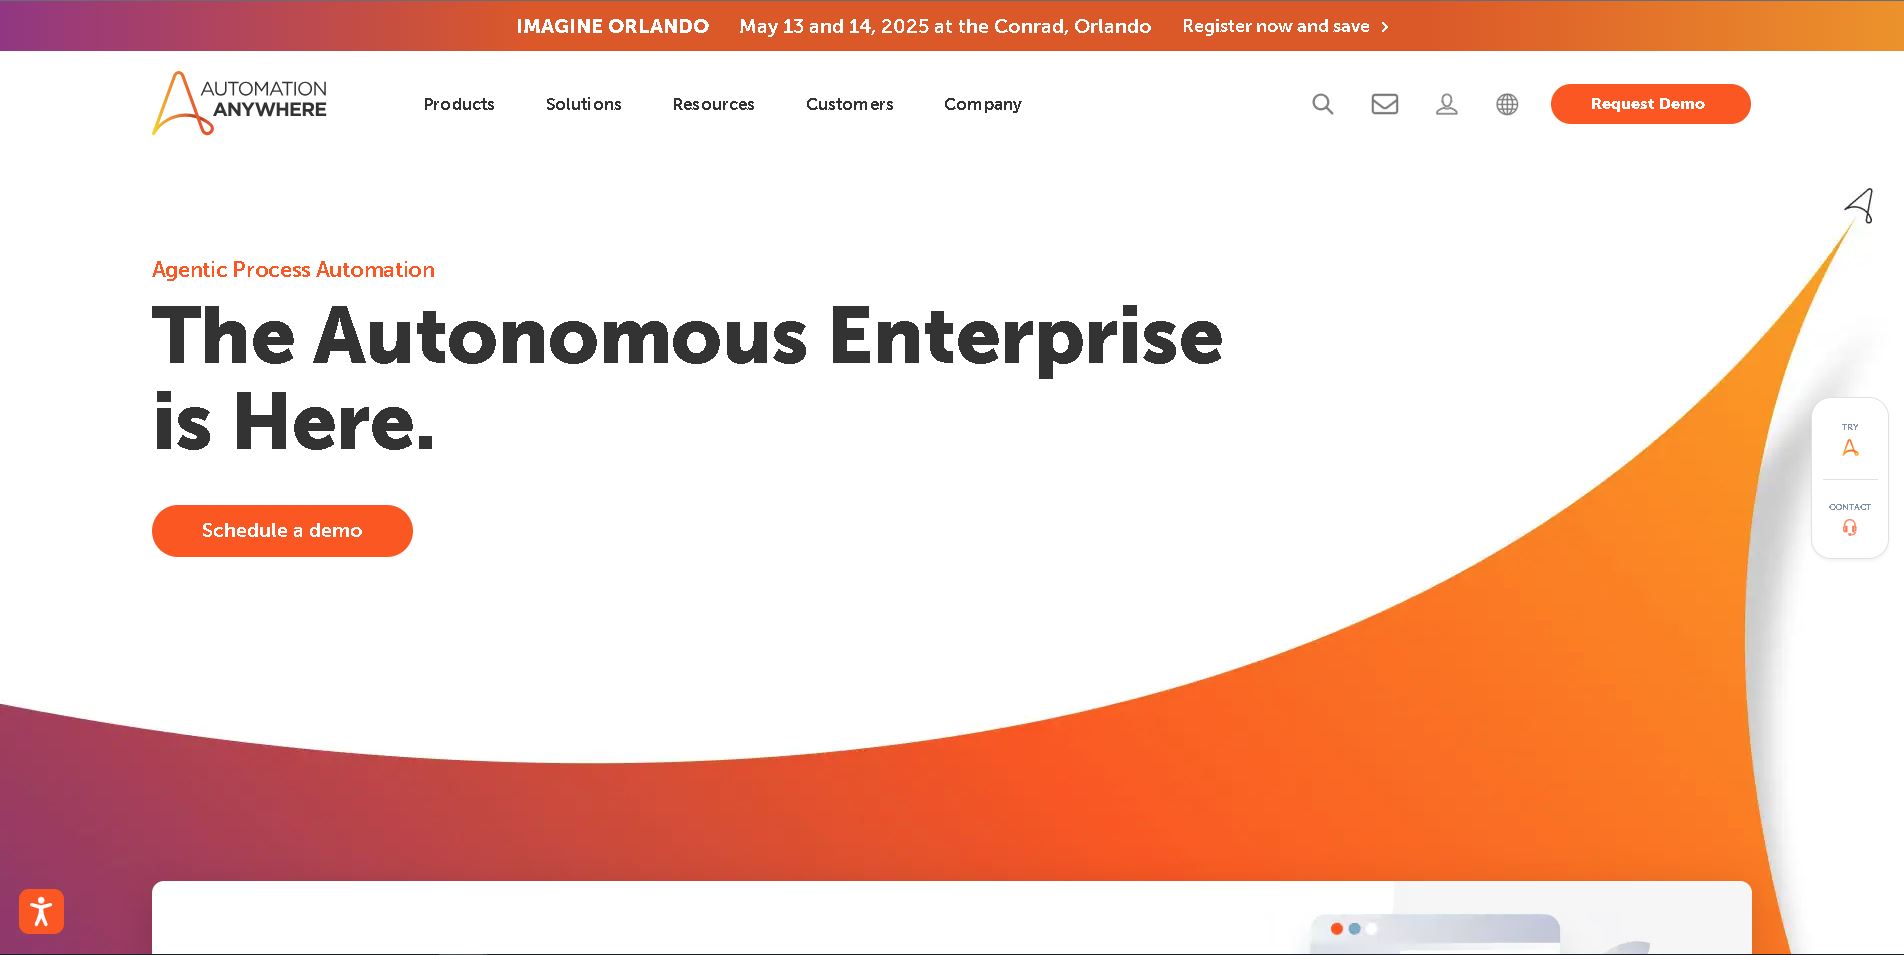 IMAGINE ORLANDO May 13 and 14, 2025 at the Conrad, Orlando Register now and save
AUTOMATION
ANYWHERE
Products Solutions Resources Customers Company
Request Demo
Agentic Process Automation
The Autonomous Enterprise
is Here.
Schedule a demo
TRY
CONTACT